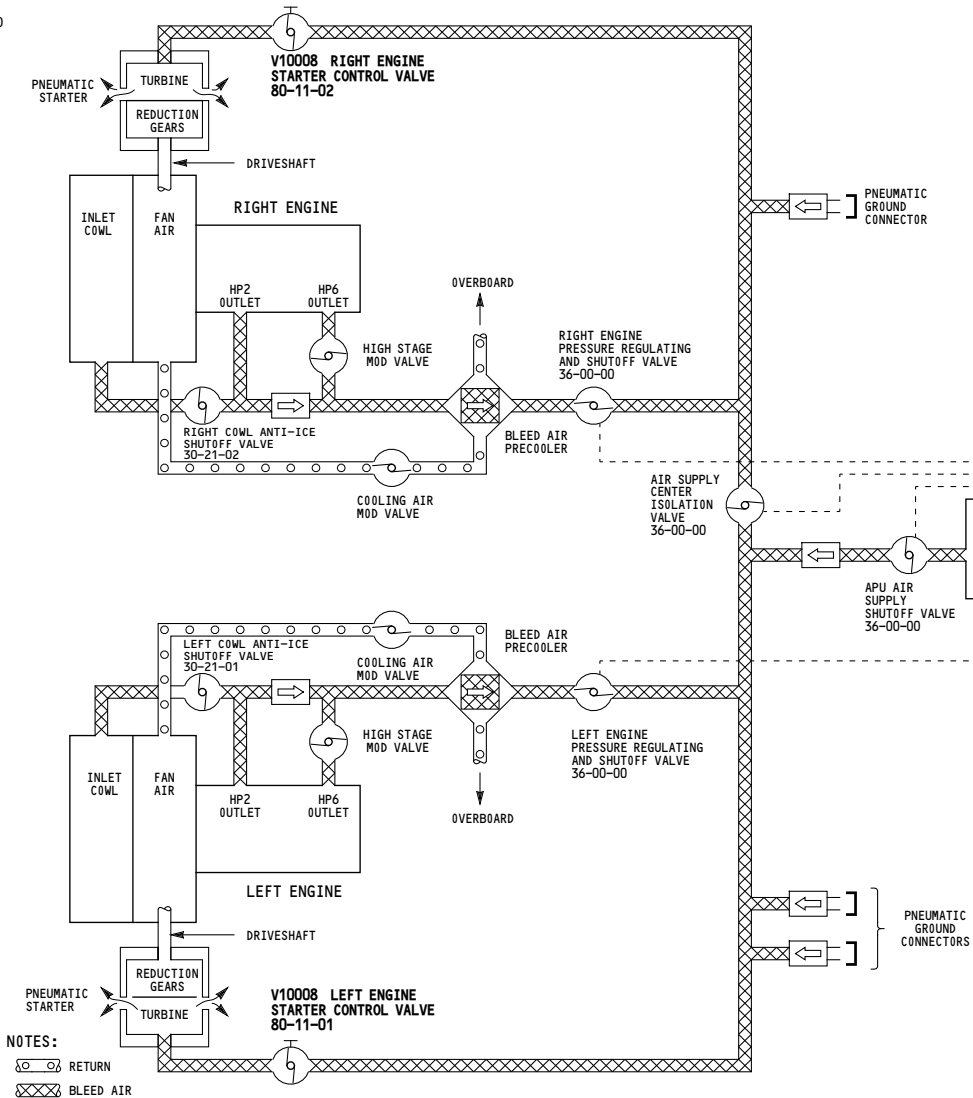 V10008 RIGHT ENGINE
STARTER CONTROL VALVE
80-11-02
PNEUMATIC
STARTER
TURBINE
REDUCTION
GEARS
DRIVESHAFT
INLET
COWL
FAN
AIR
RIGHT ENGINE
PNEUMATIC
GROUND
CONNECTOR
HP2
OUTLET
HP6
OUTLET
OVERBOARD
HIGH STAGE
MOD VALVE
RIGHT ENGINE
PRESSURE REGULATING
AND SHUTOFF VALVE
36-00-00
RIGHT COWL ANTI-ICE
SHUTOFF VALVE
30-21-02
BLEED AIR
PRECOOLER
COOLING AIR
MOD VALVE
AIR SUPPLY
CENTER
ISOLATION
VALVE
36-00-00
APU AIR
SUPPLY
SHUTOFF VALVE
36-00-00
LEFT COWL ANTI-ICE
SHUTOFF VALVE
30-21-01
COOLING AIR
MOD VALVE
BLEED AIR
PRECOOLER
HIGH STAGE
MOD VALVE
LEFT ENGINE
PRESSURE REGULATING
AND SHUTOFF VALVE
36-00-00
INLET
COWL
FAN
AIR
HP2
OUTLET
HP6
OUTLET
OVERBOARD
LEFT ENGINE
PNEUMATIC
GROUND
CONNECTORS
DRIVESHAFT
REDUCTION
GEARS
TURBINE
PNEUMATIC
STARTER
V10008 LEFT ENGINE
STARTER CONTROL VALVE
80-11-01
NOTES:
RETURN
BLEED AIR